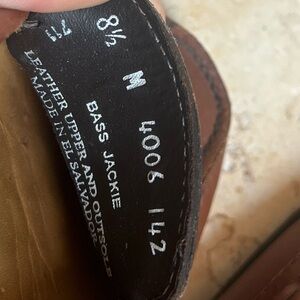 8½ M 4006 142
BASS JACKIE
LEATHER UPPER AND OUTSOLE
MADE IN EL SALVADOR